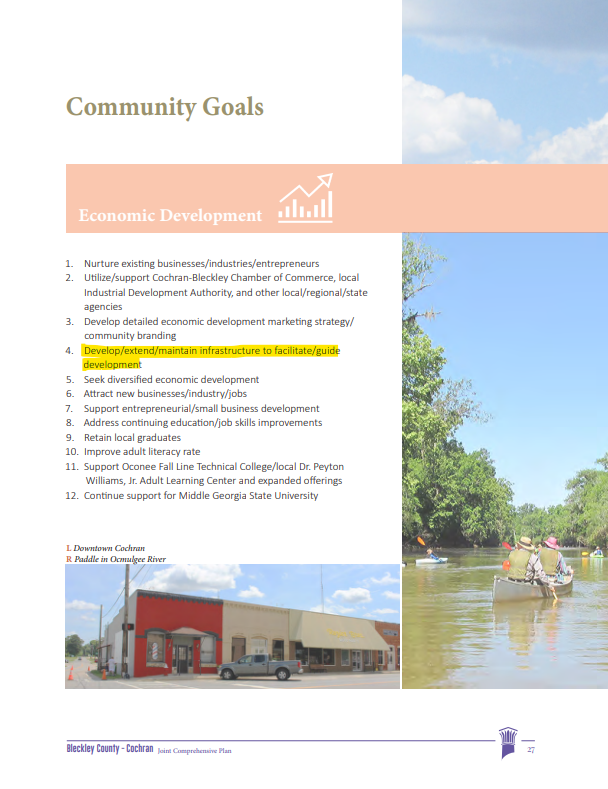 Community Goals
Economic Development
1. Nurture existing businesses/industries/entrepreneurs
2. Utilize/support Cochran-Bleckley Chamber of Commerce, local
Industrial Development Authority, and other local/regional/state
agencies
3. Develop detailed economic development marketing strategy/
community branding
4. Develop/extend/maintain infrastructure to facilitate/guide
development
5. Seek diversified economic development
6. Attract new businesses/industry/jobs
7. Support entrepreneurial/small business development
8. Address continuing education/job skills improvements
9. Retain local graduates
10. Improve adult literacy rate
11. Support Oconee Fall Line Technical College/local Dr. Peyton
Williams, Jr. Adult Learning Center and expanded offerings
12. Continue support for Middle Georgia State University
L Downtown Cochran
R Paddle in Ocmulgee River
Bleckley County - Cochran Joint Comprehensive Plan
27